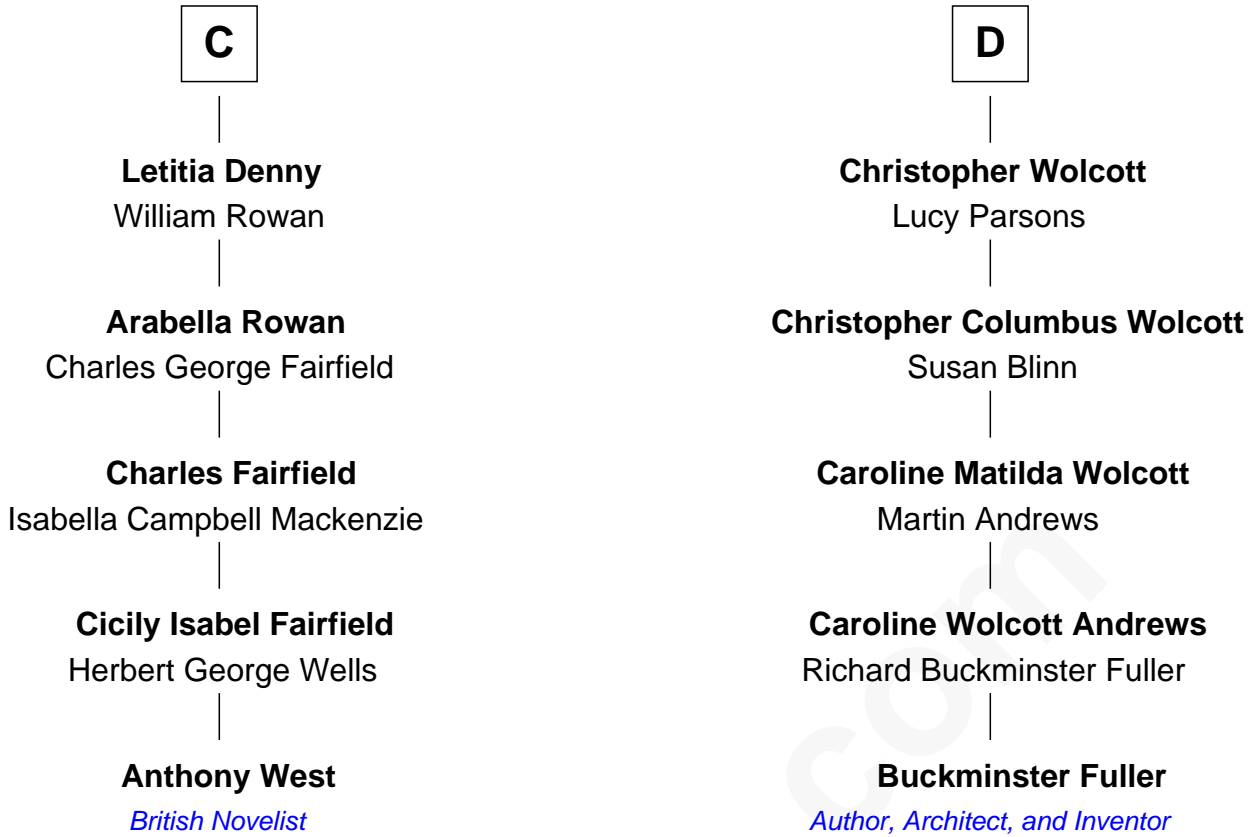 C
Letitia Denny
William Rowan
Arabella Rowan
Charles George Fairfield
Charles Fairfield
Isabella Campbell Mackenzie
Cicily Isabel Fairfield
Herbert George Wells
Anthony West
British Novelist
D
Christopher Wolcott
Lucy Parsons
Christopher Columbus Wolcott
Susan Blinn
Caroline Matilda Wolcott
Martin Andrews
Caroline Wolcott Andrews
Richard Buckminster Fuller
Buckminster Fuller
Author, Architect, and Inventor
com